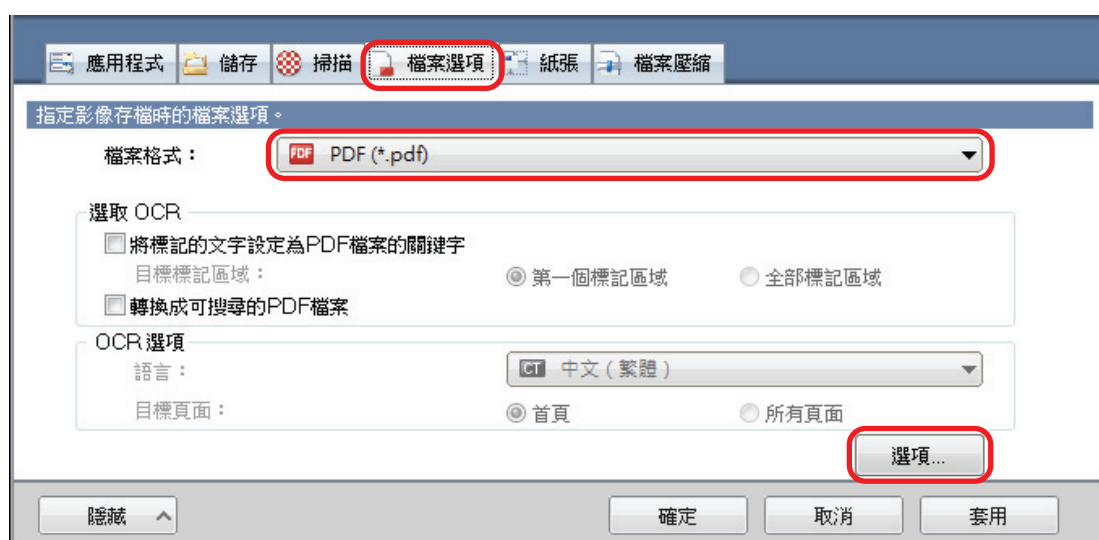 應用程式 儲存 掃描 檔案選項 紙張 檔案壓縮
指定影像存檔時的檔案選項。
檔案格式： PDF PDF (*.pdf)
選取 OCR
將標記的文字設定為PDF檔案的關鍵字
目標標記區域： 第一個標記區域 全部標記區域
轉換成可搜尋的PDF檔案
OCR 選項
語言： CT 中文 ( 繁體 )
目標頁面： 首頁 所有頁面
選項...
隱藏 確定 取消 套用